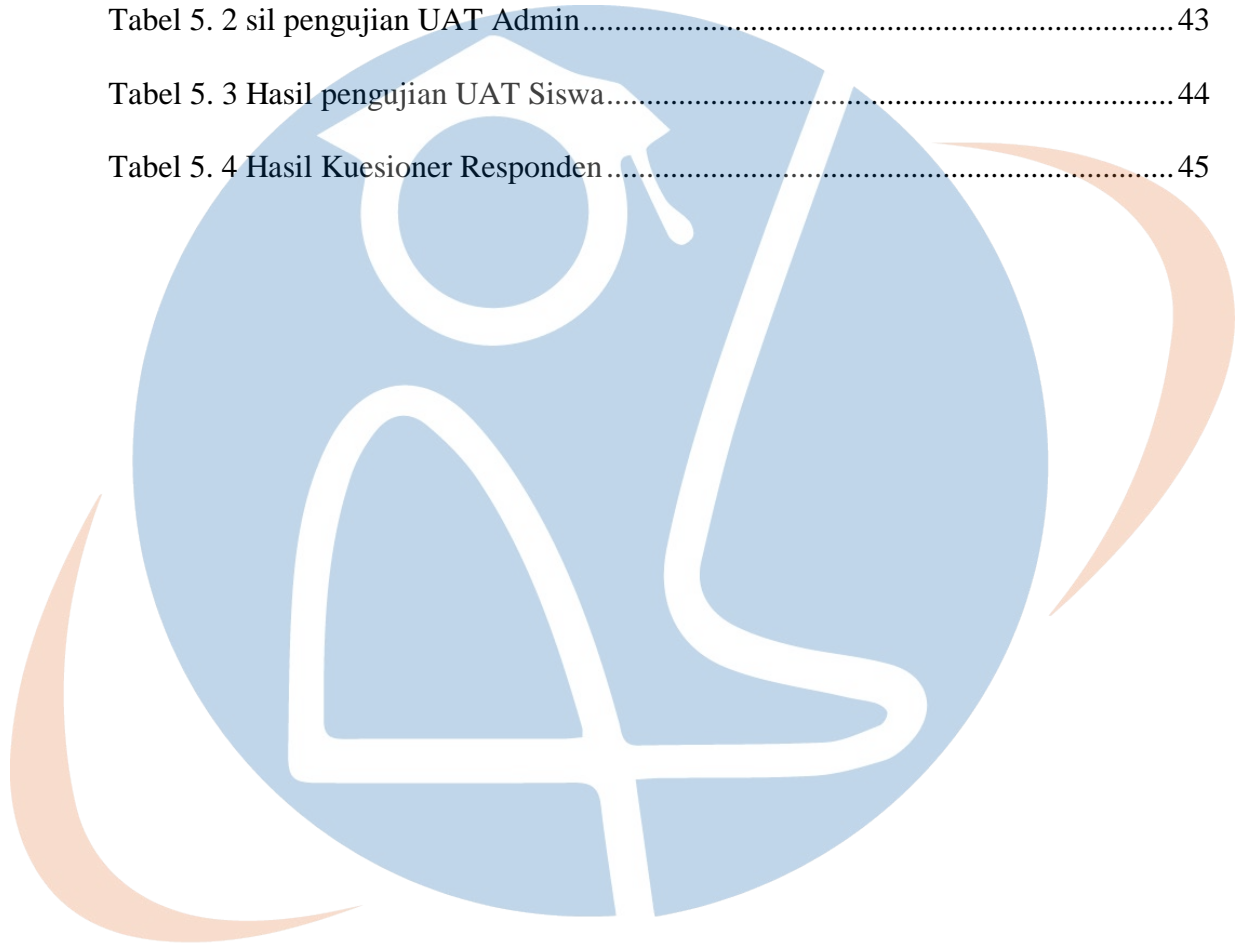 Tabel 5. 2 sil pengujian UAT Admin........................................................................... 43
Tabel 5. 3 Hasil pengujian UAT Siswa....................................................................... 44
Tabel 5. 4 Hasil Kuesioner Responden ....................................................................... 45